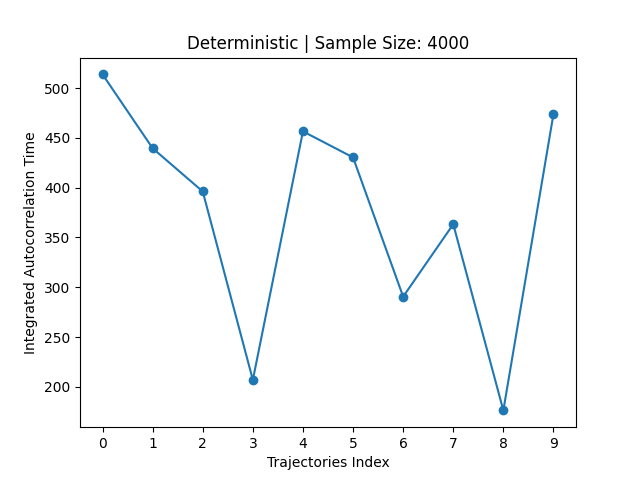 Deterministic | Sample Size: 4000
Integrated Autocorrelation Time
500
450
400
350
300
250
200
0 1 2 3 4 5 6 7 8 9
Trajectories Index